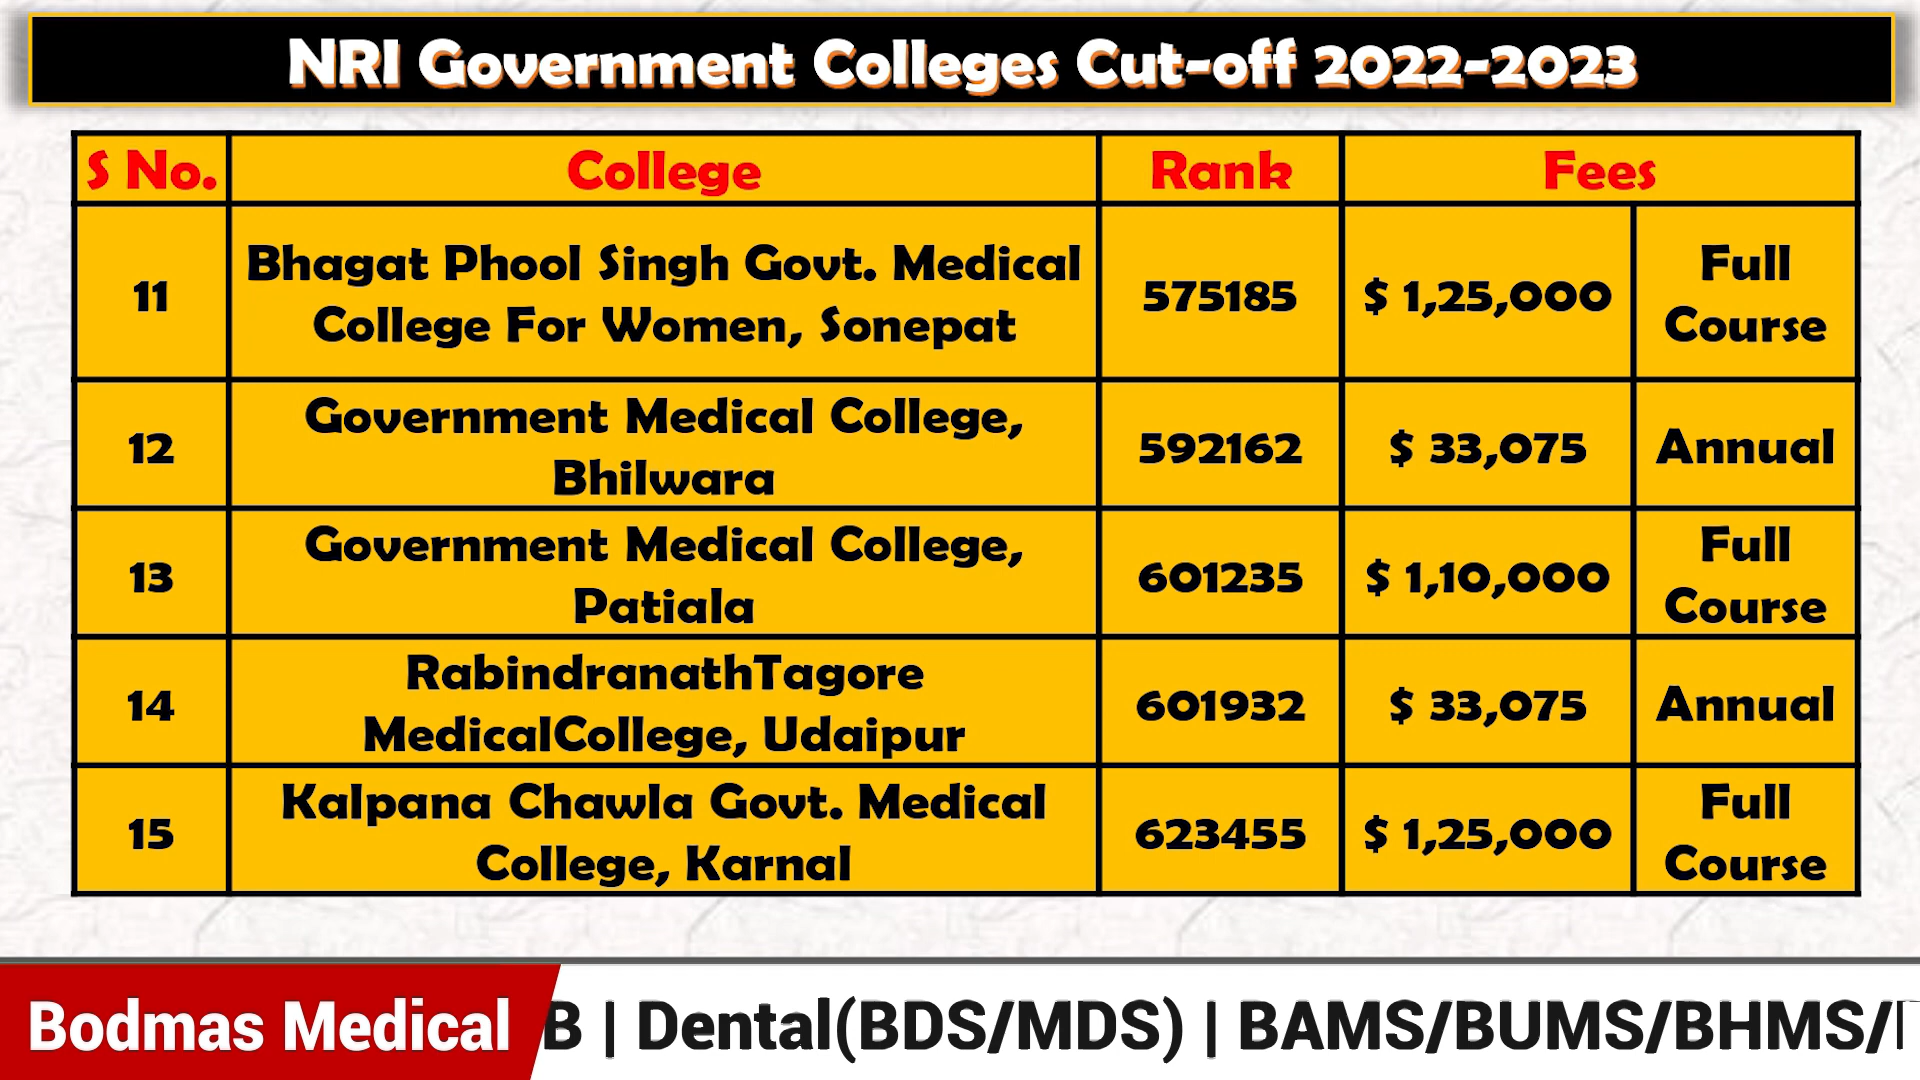 NRI Government Colleges Cut-off 2022-2023
S No. College Rank Fees
11 Bhagat Phool Singh Govt. Medical College For Women, Sonepat 575185 $ 1,25,000 Full Course
12 Government Medical College, Bhilwara 592162 $ 33,075 Annual
13 Government Medical College, Patiala 601235 $ 1,10,000 Full Course
14 RabindranathTagore MedicalCollege, Udaipur 601932 $ 33,075 Annual
15 Kalpana Chawla Govt. Medical College, Karnal 623455 $ 1,25,000 Full Course
Bodmas Medical B | Dental(BDS/MDS) | BAMS/BUMS/BHMS/